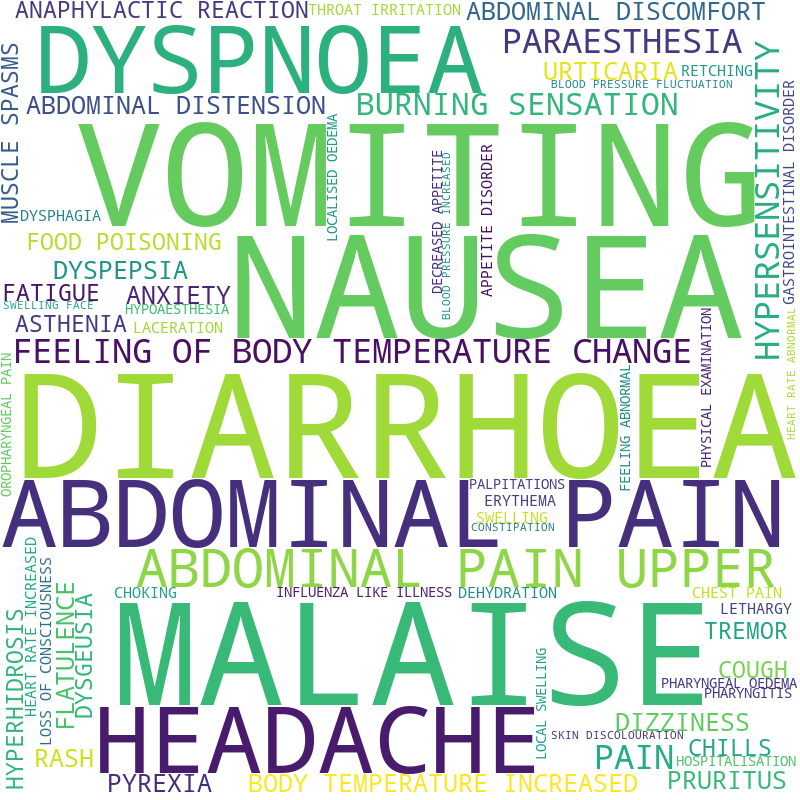 ANAPHYLACTIC REACTION
THROAT IRRITATION
ABDOMINAL DISCOMFORT
DYSPNOEA
PARAESTHESIA
URTICARIA
RETCHING
BLOOD PRESSURE FLUCTUATION
MUSCLE SPASMS
ABDOMINAL DISTENSION
BURNING SENSATION
HYPERSENSITIVITY
GASTROINTESTINAL DISORDER
LOCALISED OEDEMA
VOMITING
DYSPHAGIA
DECREASED APPETITE
BLOOD PRESSURE INCREASED
APPETITE DISORDER
FOOD POISONING
NAUSEA
DYSPEPSIA
FATIGUE
ANXIETY
SWELLING FACE
HYPOAESTHESIA
ASTHENIA
LACERATION
HEART RATE ABNORMAL
PHYSICAL EXAMINATION
FEELING OF BODY TEMPERATURE CHANGE
OROPHARYNGEAL PAIN
FEELING ABNORMAL
DIARRHOEA
ABDOMINAL PAIN
PALPITATIONS
ERYTHEMA
SWELLING
CONSTIPATION
ABDOMINAL PAIN UPPER
HYPERHIDROSIS
HEART RATE INCREASED
LOSS OF CONSCIOUSNESS
FLATULENCE
DYSGEUSIA
CHOKING
INFLUENZA LIKE ILLNESS
DEHYDRATION
CHEST PAIN
LETHARGY
MALAISE
TREMOR
COUGH
LOCAL SWELLING
PHARYNGEAL OEDEMA
PHARYNGITIS
HEADACHE
DIZZINESS
SKIN DISCOLOURATION
RASH
PAIN
CHILLS
HOSPITALISATION
PYREXIA
BODY TEMPERATURE INCREASED
PRURITUS